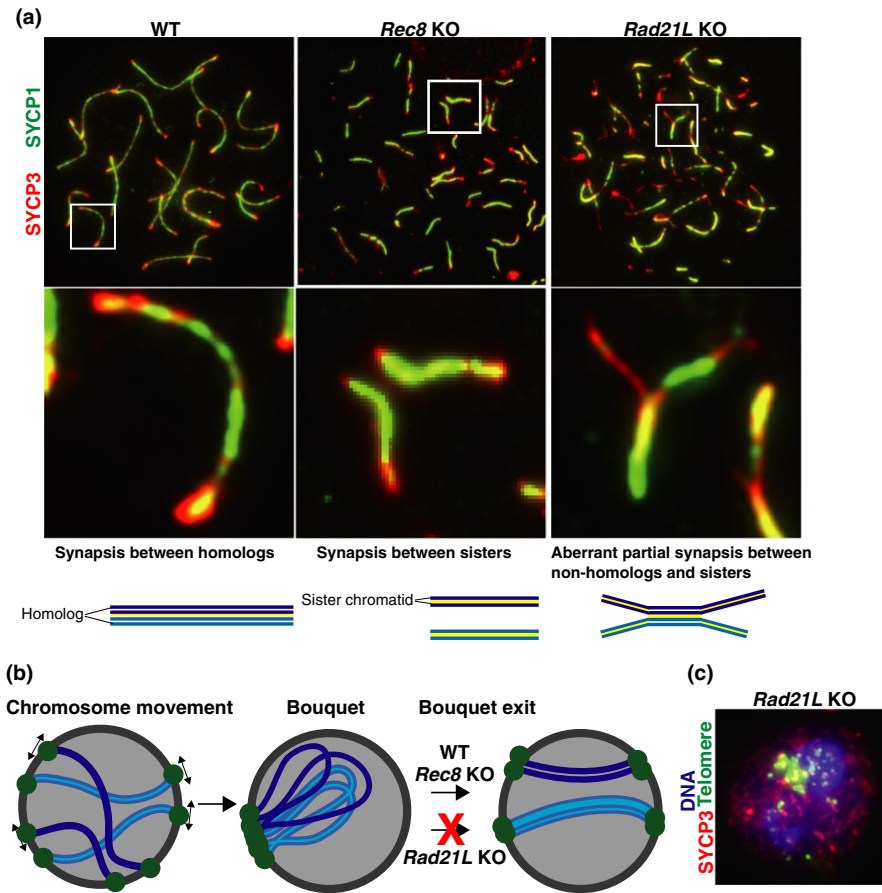 (a)
WT
Rec8 KO
Rad21L KO
SYCP3 SYCP1
Synapsis between homologs
Synapsis between sisters
Aberrant partial synapsis between
non-homologs and sisters
Homolog
Sister chromatid
(b)
Chromosome movement
Bouquet
Bouquet exit
WT
Rec8 KO
X
Rad21L KO
(c)
Rad21L KO
SYCP3 Telomere
DNA